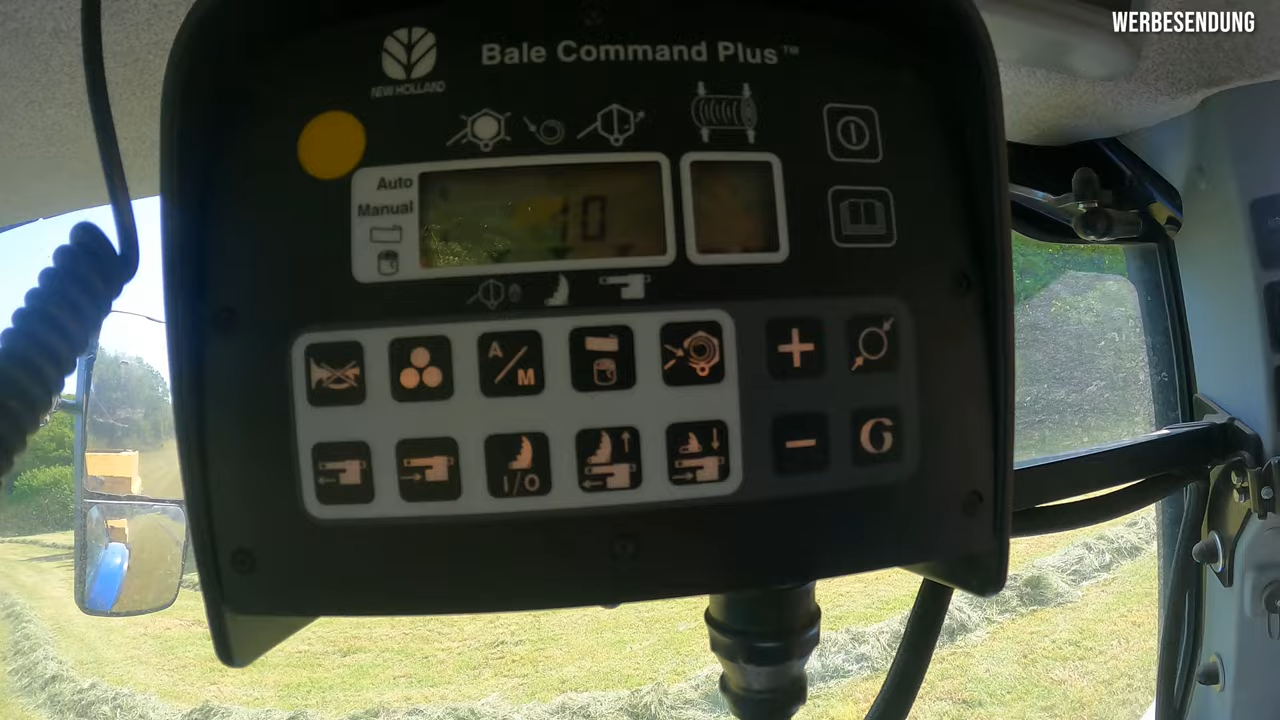 WERBESENDUNG
Bale Command Plus™
NEW HOLLAND
Auto
Manual
10
A/M
I/O
G